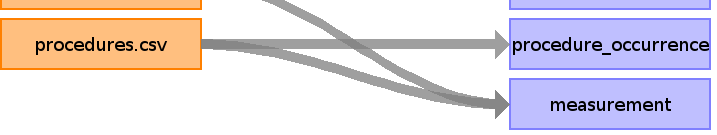 procedures.csv
procedure_occurrence
measurement